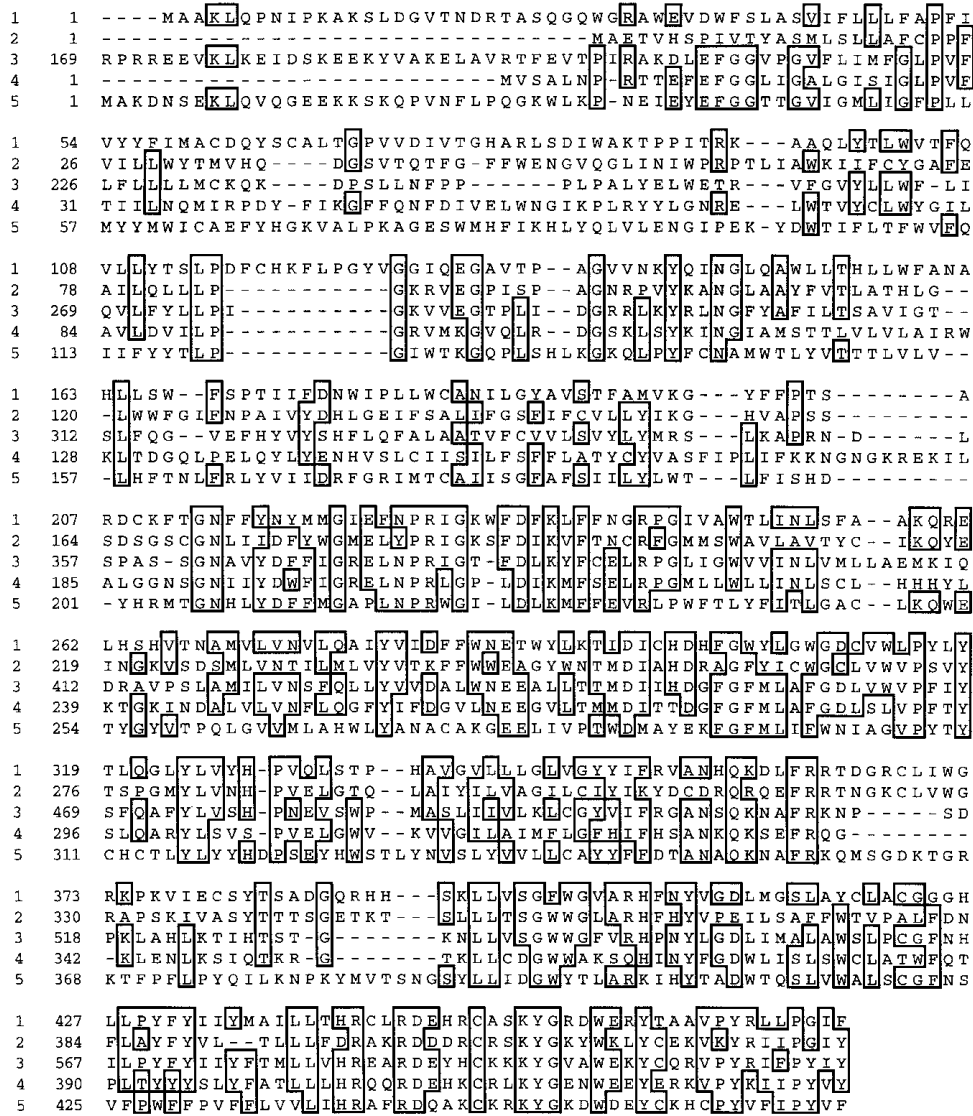 1 1 ----MAAKLQPNIPKAKSLDGVTNDRTASQGQWGRAWEVDWFSLASVIFLLLFAPFI
2 1 ---------------------------------MAETVHSPIVTYASMLSLLAFCPPF
3 169 RPRREEVKLKEIDSKEEKYVAKELAVRTFEVTPIRAKDLEFGGVPGVFLIMFGLPVF
4 1 ----------------------------MVSALNP-RTTEFEFGGLIGALGISIGLPVF
5 1 MAKDNSEKLQVQGEEKKSKQPVNFLPQGKWLKP-NEIEYEFGGTTGVIGMLIGFPLL
1 54 VYYFIMACDQYSCALTGPVVDIVTGHARLSDIWAKTPPITRK---AAQLYTLWVTFQ
2 26 VILLWYTMVHQ----DGSVTQTFG-FFWENGVQGLINIWPRPTLIAWKIIFCYGAFE
3 226 LFLLLLMCKQK----DPSLLNFPP-----PLPALYELWETR---VFGVYLLWF-LI
4 31 TIILNQMIRPDY-FIKGFFQNFDIVELWNGIKPLRYYLGNRE--LWTVYCLWYGIL
5 57 MYYMWICAEFYHGKVALPKAGESWMHFIKHLYQLVLENGIPEK-YDWTIFLTFWVFQ
1 108 VLLYTSLPDFCHKFLPGYVGGIQEGAVTP--AGVVNKYQINGLQAWLLTHLLWFANA
2 78 AILQLLLP-----------GKRVEGPISP--AGNRPVYKANGLAAYFVTLATHLG--
3 269 QVLFYLLPI----------GKVVEGTPLI--DGRRLKYRLNGFYAFILTSAVIGT--
4 84 AVLDVILP-----------GRVMKGVQLR--DGSKLSYKINGIAMSTTLVLVLAIRW
5 113 IIFYYTLP-----------GIWTKGQPLSHLKGKQLPYFCNAMWTLYVTTTLVLV--
1 163 HLLSW--FSPTIIFDNWIPLLWCANILGYAVSTFAMVKG---YFFPTS-------A
2 120 -LWWFGIFNPAIVYDHLGEIFSALIFGSFIFCVLLYIKG---HVAPSS--------
3 312 SLFQG--VEFHYVYSHFLQFALAATVFCVVLSVYLYMRS---LKAPRN-D------L
4 128 KLTDGQLPELQYLYENHVSLCIISILFSFFLATYCYVASFIPLIFKKNGNGKREKIL
5 157 -LHFTNLFRLYVIIDRFGRIMTCAIISGFAFSIILYLWT---LFISHD---------
1 207 RDCKFTGNFFYNYMMGIEFNPRIGKWFDFKLFFNGRPGIVAWTLINLSFA--AKQRE
2 164 SDSGSCGNLIIDFYWGMELYPRIGKSFDIKVFTNCRFGMMSWAVLAVTYC--IKQYE
3 357 SPAS-SGNAVYDFFIGRELNPRIGT-FDLKYFCELRPGLIGWVVINLVMLLAEMKIQ
4 185 ALGGNSGNIIYDWFIGRELNPRLGP-LDIKMFSELRPGMLLWLLINLSCL--HHHYL
5 201 -YHRMTGNHLYDFFMGAPLNPRWGI-LDLKMFFEVRLPWFTLYFITLGAC--LKQWE
1 262 LHSHVTNAMVLVNVLQAIYVIDFFWNETWYLKTIDICHDHFGWYLGWGDCVWLPYLY
2 219 INGKVSDSMLVNTILMLVYVTKFFWWEAGYWNTMDIAHDRAGFYICWGCLVWVPSVY
3 412 DRAVPSLAMILVNSFQLLYVVDALWNEEALLTTMDIIHDGFGFMLAFGDLVWVPFIY
4 239 KTGKINDALVLVNFLQGFYIFDGVLNEEGVLTMMDITTDGFGFMLAFGDLSLVPFTY
5 254 TYGYVTPQLGVVMLAHWLYANACAKGEELIVPTWDMAYEKFGFMLIFWNIAGVPYTY
1 319 TLQGLYLVYH-PVQLSTP--HAVGVLLLGLVGYYIFRVANHQKDLFRRTDGRCLIWG
2 276 TSPGMYLVNH-PVELGTQ--LAIYILVAGILCIYIKYDCDRQRQEFRRTNGKCLVWG
3 469 SFQAFYLVSH-PNEVSWP--MASLIIVLKLCGYVIFRGANSQKNAFRKNP-----SD
4 296 SLQARYLSVS-PVELGWV--KVVGILAIMFLGFHIFHSANKQKSEFRQG--------
5 311 CHCTLYLYYHDPSEYHWSTLYNVSLYVVLLCAYYFFDTANAQKNAFRKQMSGDKTGR
1 373 RKPKVIECSYTSADGQRHH---SKLLVSGFWGVARHFNYVGDLMGSLAYCLACGGGH
2 330 RAPSKIVASYTTTSGETKT---SLLLTSGWWGLARHFHYVPEILSAFFWTVPALFDN
3 518 PKLAHLKTIHTST-G-------KNLLVSGWWGFVRHPNYLGDLIMALAWSLPCGFNH
4 342 -KLENLKSIQTKR-G-------TKLLCDGWWAKSQHINYFGDWLISLSWCLATWFQT
5 368 KTFPFLPYQILKNPKYMVTSNGSYLLIDGWYTLARKIHYTADWTQSLVWALSCGFNS
1 427 LLPYFYIIYMAILLTHRCLRDEHRCASKYGRDWERYTAAVPYRLLPGIF
2 384 FLAYFYVL--TLLLFDRAKRDDDRCRSKYGKYWKLYCEKVKYRIIPGIY
3 567 ILPYFYIIYFTMLLVHREARDEYHCKKKYGVAWEKYCQRVPYRIFPYIY
4 390 PLTYYYSLYFATLLLHRQQRDEHKCRLKYGENWEEYERKVPYKIIPYVY
5 425 VFPWFFPVFFLVVLIHRAFRDQAKCKRKYGKDWDEYCKHCPYVFIPYVF